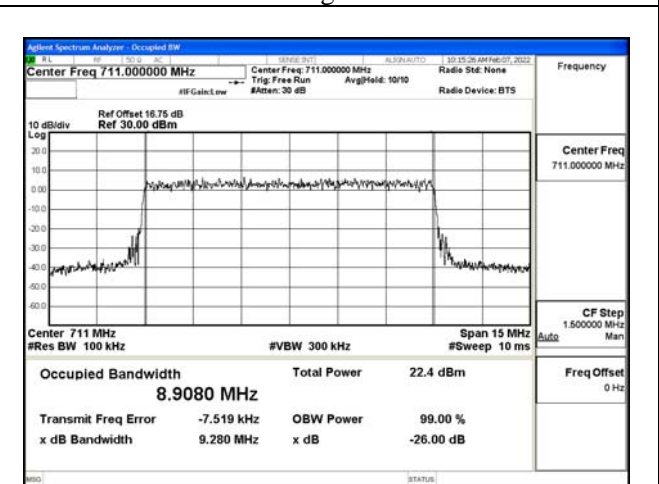 Agilent Spectrum Analyzer - Occupied BW
RL RF 50 Ω AC SENSE:INT ALIGN AUTO 10:15:26 AM Feb 07, 2022
Center Freq 711.000000 MHz
Center Freq: 711.000000 MHz
Radio Std: None
Trig: Free Run Avg|Hold: 10/10
#IFGain:Low #Atten: 30 dB Radio Device: BTS
Frequency
Ref Offset 16.75 dB
10 dB/div Ref 30.00 dBm
Log
20.0
10.0
0.00
-10.0
-20.0
-30.0
-40.0
-50.0
-60.0
Center Freq
711.000000 MHz
CF Step
1.500000 MHz
Auto Man
Center 711 MHz Span 15 MHz
#Res BW 100 kHz #VBW 300 kHz #Sweep 10 ms
Occupied Bandwidth Total Power 22.4 dBm
8.9080 MHz
Transmit Freq Error -7.519 kHz OBW Power 99.00 %
x dB Bandwidth 9.280 MHz x dB -26.00 dB
Freq Offset
0 Hz
MSG STATUS